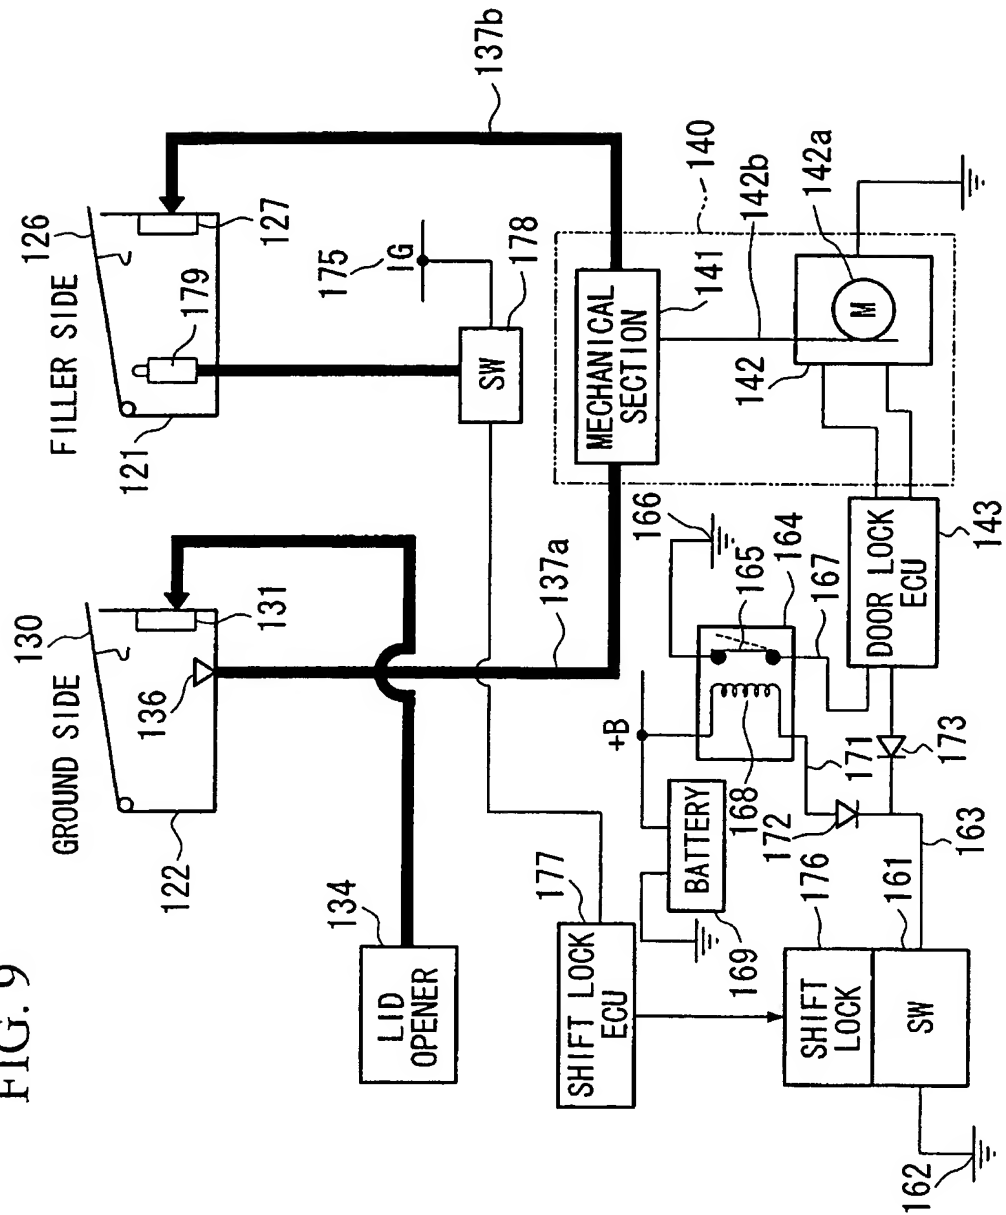 FIG. 9
GROUND SIDE
130
122
136
131
FILLER SIDE
126
121
179
127
137b
175
IG
178
SW
134
LID
OPENER
137a
MECHANICAL
SECTION
141
140
142b
142a
142
M
177
SHIFT LOCK
ECU
+B
BATTERY
169
166
165
164
167
168
171
172
173
163
DOOR LOCK
ECU
143
176
161
SHIFT
LOCK
SW
162